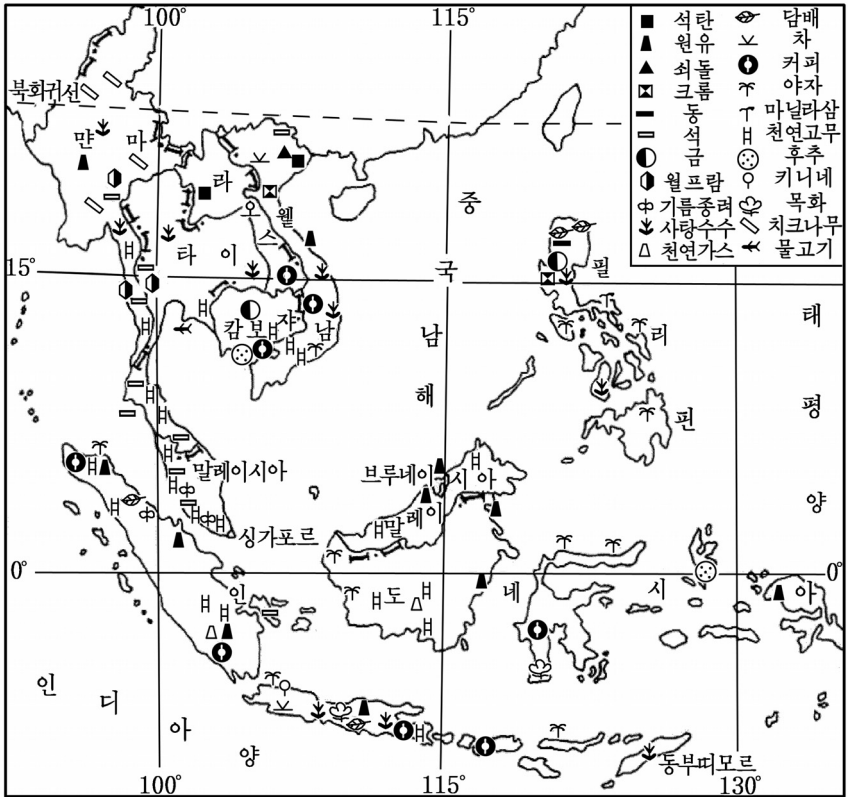 100°
115°
석탄
담배
원유
차
쇠돌
커피
크롬
야자
동
마닐라삼
석
천연고무
금
후추
월프람
키니네
기름종려
목화
사탕수수
치크나무
천연가스
물고기
북회귀선
먄 마
라 오 스
웰 남
중 국 남 해
타 이
15°
15°
캄 보 쟈
필 리 핀
태 평 양
말레이시아
브루네이
말 레 이 시 아
싱가포르
0°
0°
인 도 네 시 아
인 디 아 양
동부띠모르
100°
115°
130°